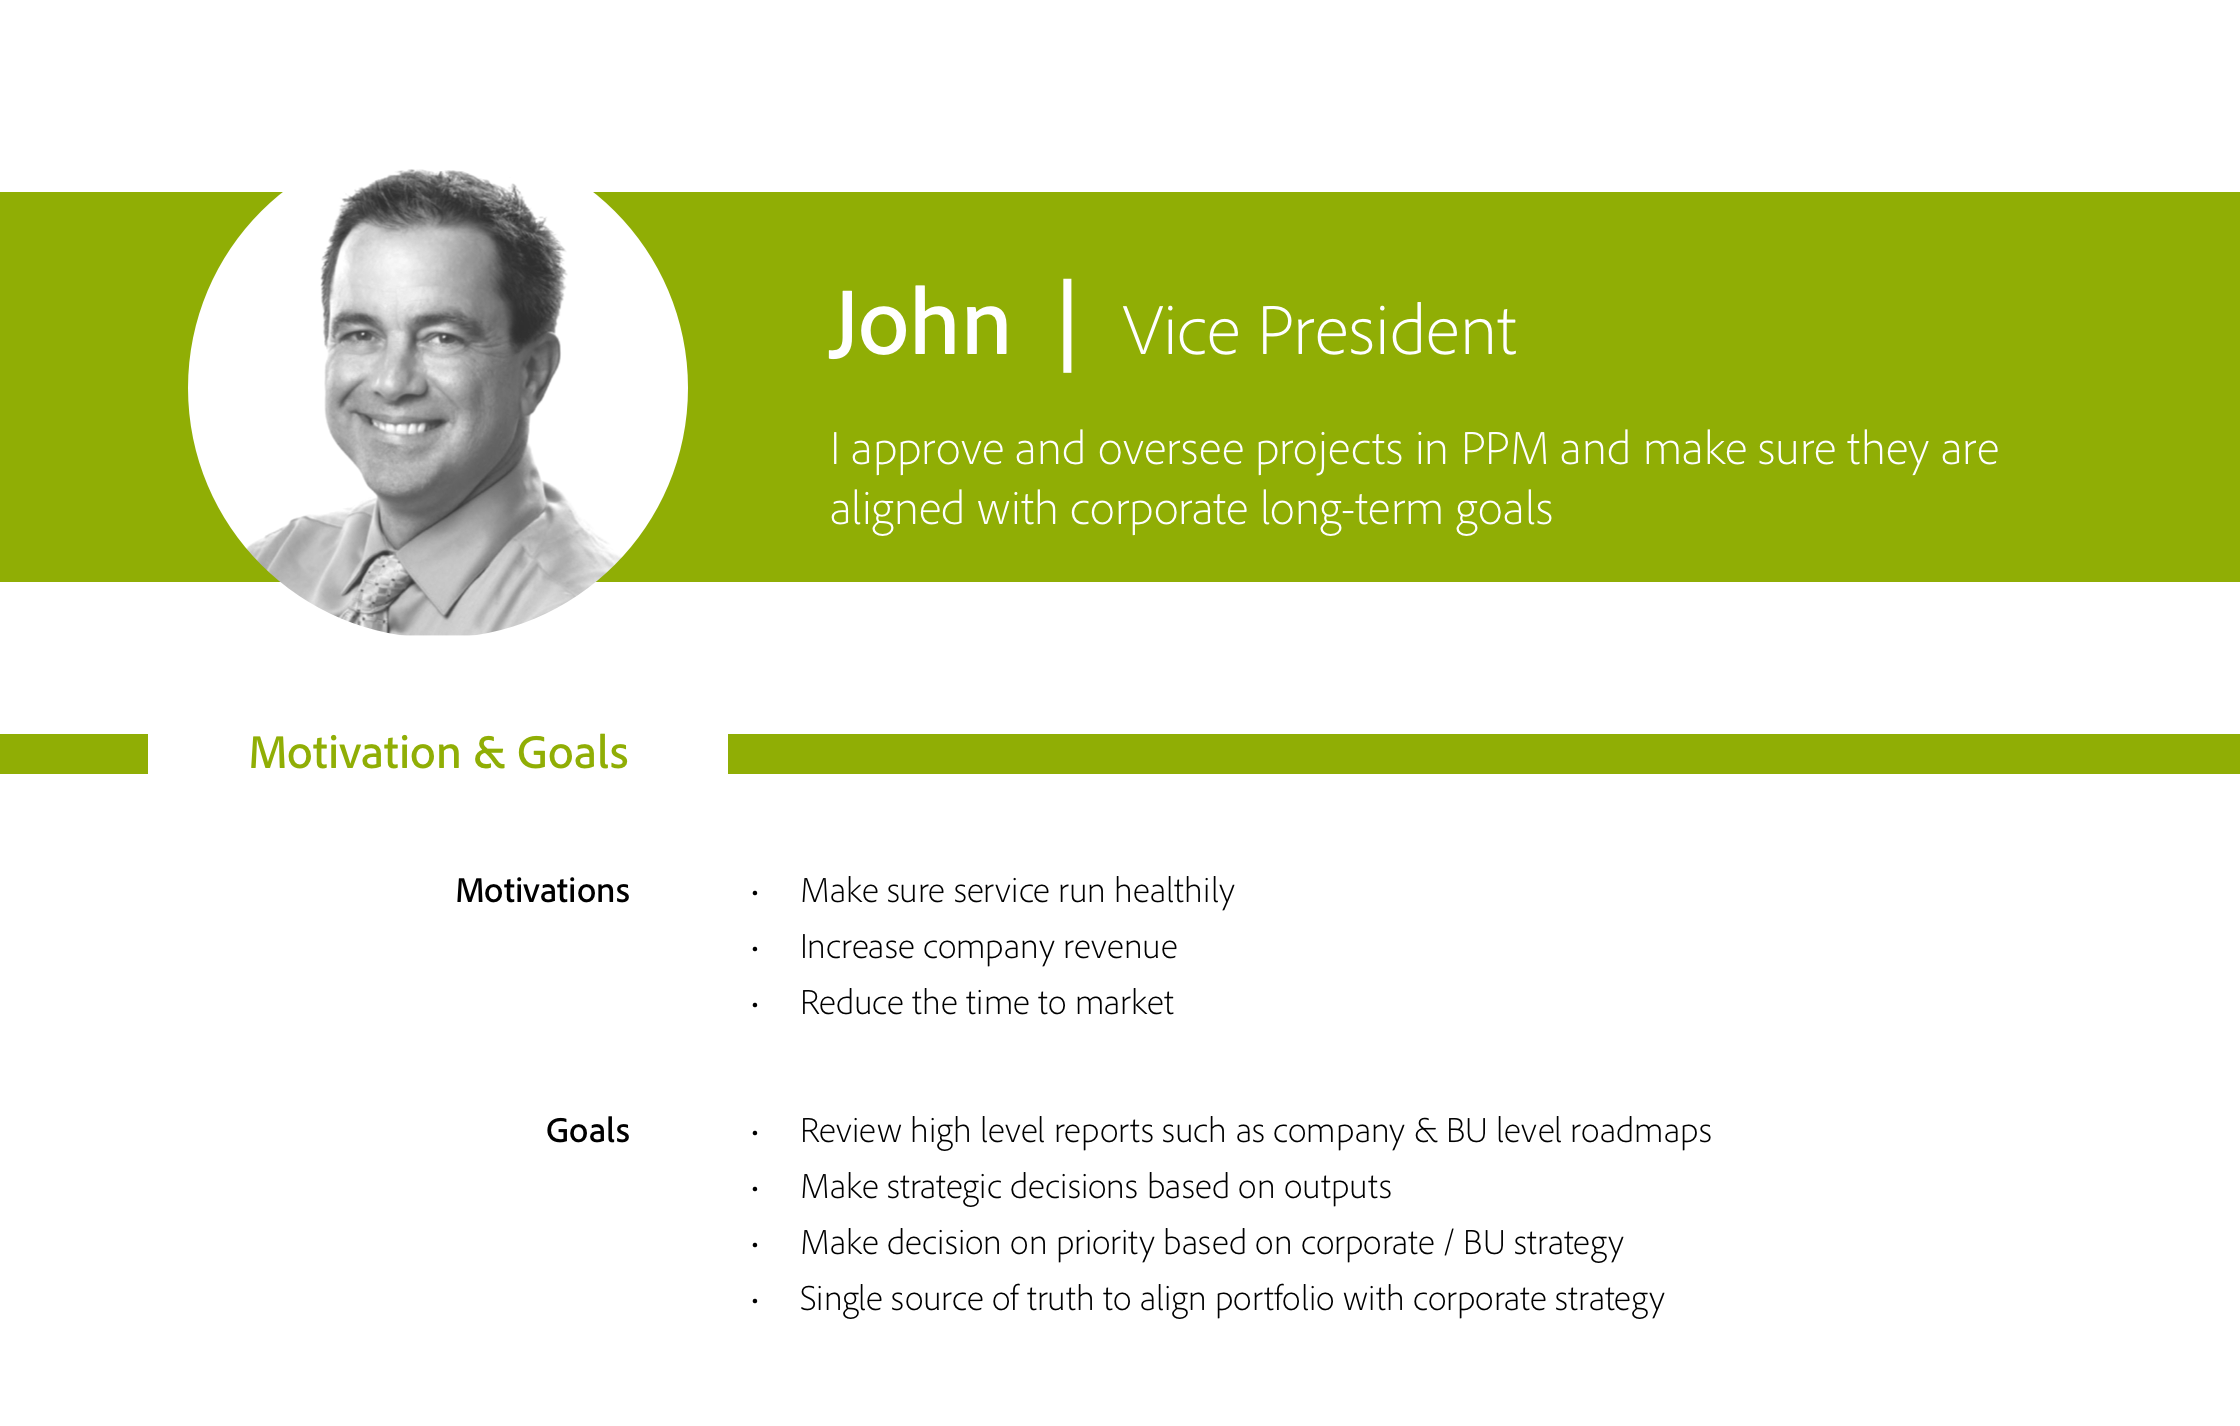 John | Vice President
I approve and oversee projects in PPM and make sure they are
aligned with corporate long-term goals
Motivation & Goals
Motivations
• Make sure service run healthily
• Increase company revenue
• Reduce the time to market
Goals
• Review high level reports such as company & BU level roadmaps
• Make strategic decisions based on outputs
• Make decision on priority based on corporate / BU strategy
• Single source of truth to align portfolio with corporate strategy